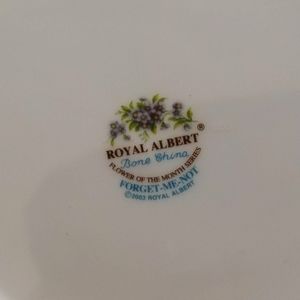 ROYAL ALBERT®
Bone China
FLOWER OF THE MONTH SERIES
FORGET-ME-NOT
©2003 ROYAL ALBERT